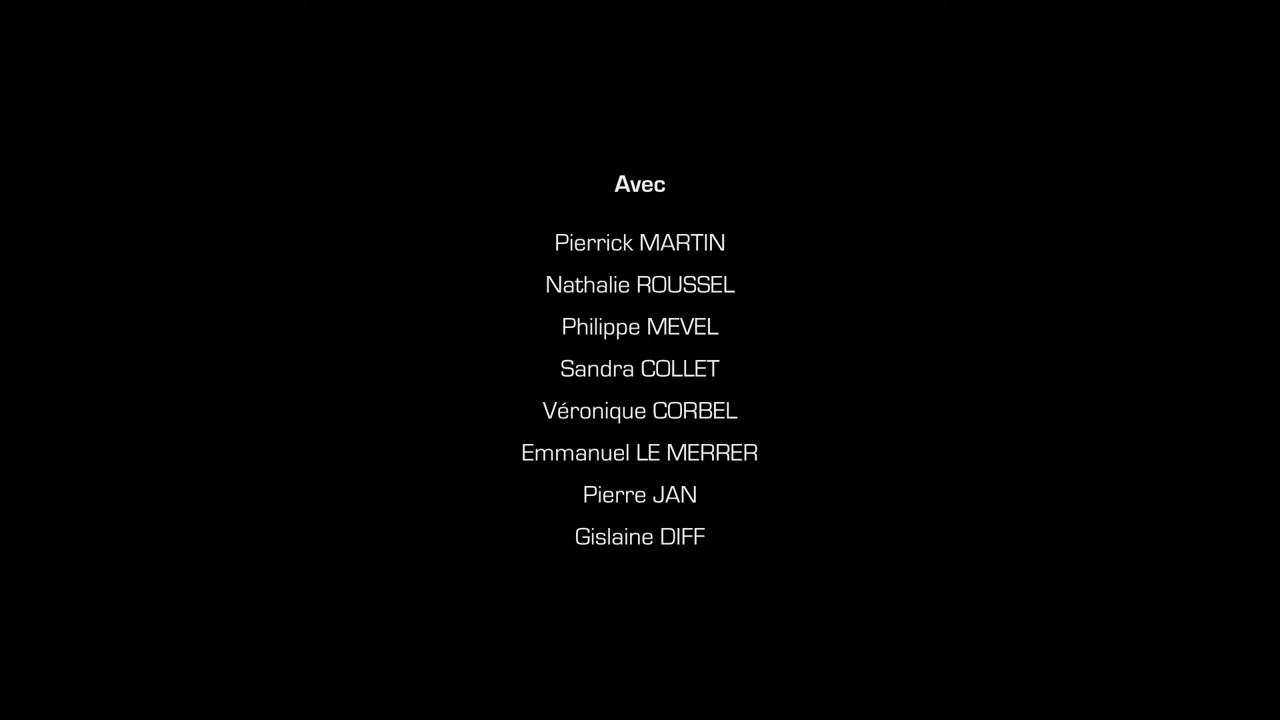 Avec
Pierrick MARTIN
Nathalie ROUSSEL
Philippe MEVEL
Sandra COLLET
Véronique CORBEL
Emmanuel LE MERRER
Pierre JAN
Gislaine DIFF